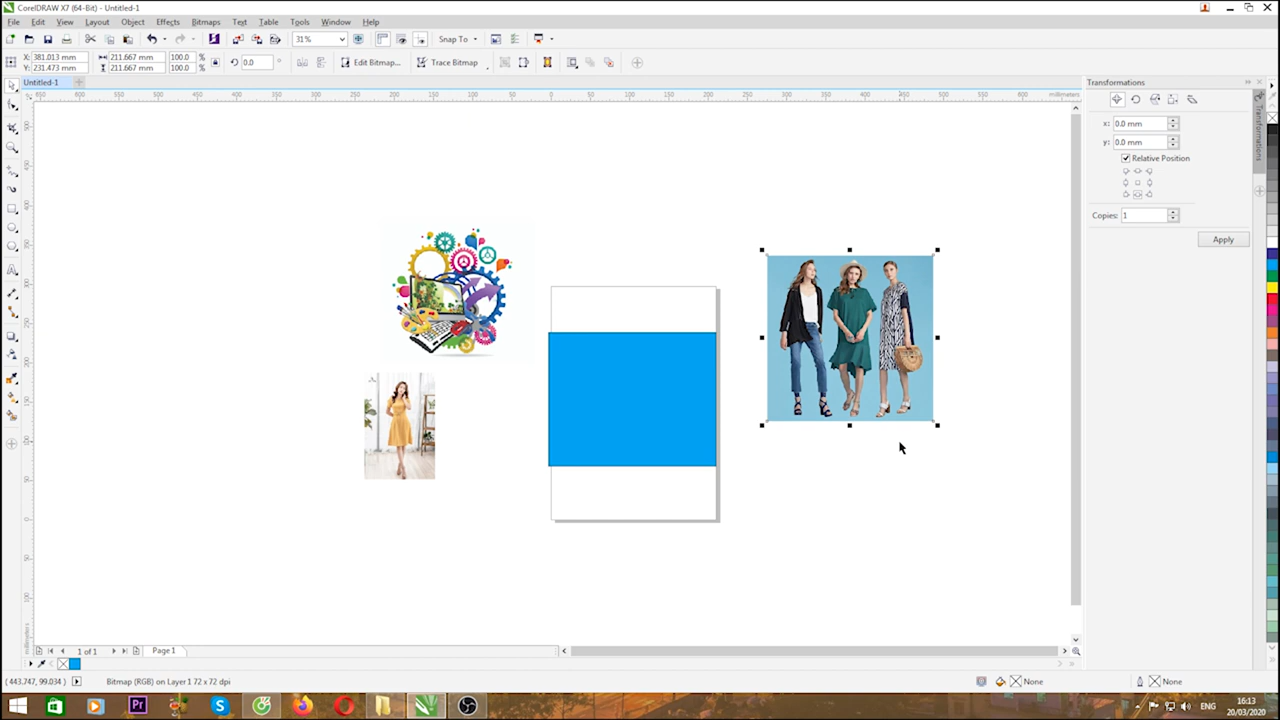 CorelDRAW X7 (64-Bit) - Untitled-1
File Edit View Layout Object Effects Bitmaps Text Table Tools Window Help
31% Snap To
X: 381.013 mm 211.667 mm 100.0 % 0.0 ° Edit Bitmap... Trace Bitmap
Y: 231.473 mm 211.667 mm 100.0 %
Untitled-1
Transformations
millimeters
x: 0.0 mm
y: 0.0 mm
Relative Position
Copies: 1
Apply
Transformations
millimeters
1 of 1 Page 1
( 443.747, 99.034 ) Bitmap (RGB) on Layer 1 72 x 72 dpi None None
Pr
ENG
16:13
20/03/2020